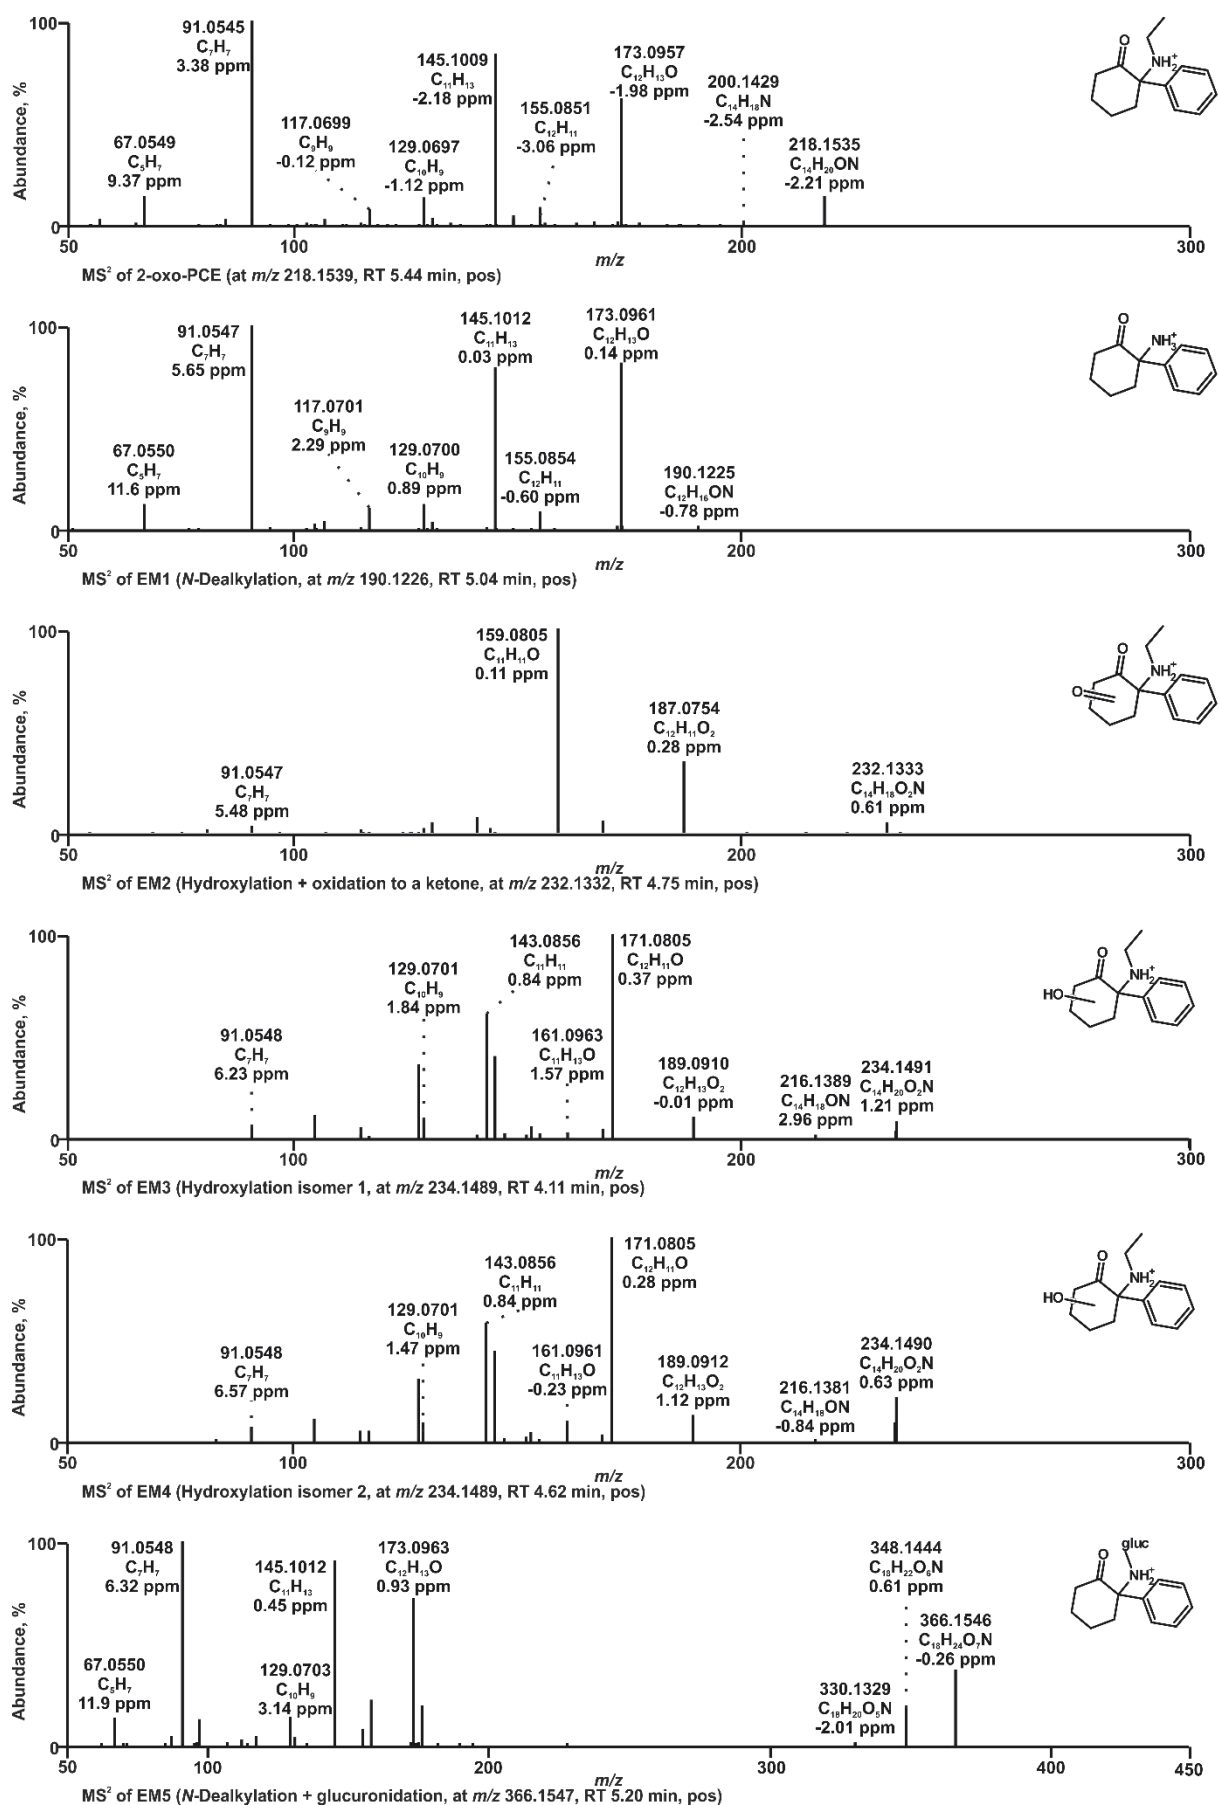 Abundance, %
100
0
91.0545
C₇H₇
3.38 ppm
67.0549
C₅H₇
9.37 ppm
117.0699
C₉H₉
-0.12 ppm
129.0697
C₁₀H₉
-1.12 ppm
145.1009
C₁₁H₁₃
-2.18 ppm
155.0851
C₁₂H₁₁
-3.06 ppm
173.0957
C₁₂H₁₃O
-1.98 ppm
200.1429
C₁₄H₁₈N
-2.54 ppm
218.1535
C₁₄H₂₀ON
-2.21 ppm
O
NH₂⁺
50 100 200 300
m/z
MS² of 2-oxo-PCE (at m/z 218.1539, RT 5.44 min, pos)
Abundance, %
100
0
91.0547
C₇H₇
5.65 ppm
67.0550
C₅H₇
11.6 ppm
117.0701
C₉H₉
2.29 ppm
129.0700
C₁₀H₉
0.89 ppm
145.1012
C₁₁H₁₃
0.03 ppm
155.0854
C₁₂H₁₁
-0.60 ppm
173.0961
C₁₂H₁₃O
0.14 ppm
190.1225
C₁₂H₁₆ON
-0.78 ppm
O
NH₃⁺
50 100 200 300
m/z
MS² of EM1 (N-Dealkylation, at m/z 190.1226, RT 5.04 min, pos)
Abundance, %
100
0
91.0547
C₇H₇
5.48 ppm
159.0805
C₁₁H₁₁O
0.11 ppm
187.0754
C₁₂H₁₁O₂
0.28 ppm
232.1333
C₁₄H₁₈O₂N
0.61 ppm
O
O
NH₂⁺
50 100 200 300
m/z
MS² of EM2 (Hydroxylation + oxidation to a ketone, at m/z 232.1332, RT 4.75 min, pos)
Abundance, %
100
0
91.0548
C₇H₇
6.23 ppm
129.0701
C₁₀H₉
1.84 ppm
143.0856
C₁₁H₁₁
0.84 ppm
161.0963
C₁₁H₁₃O
1.57 ppm
171.0805
C₁₂H₁₁O
0.37 ppm
189.0910
C₁₂H₁₃O₂
-0.01 ppm
216.1389
C₁₄H₁₈ON
2.96 ppm
234.1491
C₁₄H₂₀O₂N
1.21 ppm
O
HO
NH₂⁺
50 100 200 300
m/z
MS² of EM3 (Hydroxylation isomer 1, at m/z 234.1489, RT 4.11 min, pos)
Abundance, %
100
0
91.0548
C₇H₇
6.57 ppm
129.0701
C₁₀H₉
1.47 ppm
143.0856
C₁₁H₁₁
0.84 ppm
161.0961
C₁₁H₁₃O
-0.23 ppm
171.0805
C₁₂H₁₁O
0.28 ppm
189.0912
C₁₂H₁₃O₂
1.12 ppm
216.1381
C₁₄H₁₈ON
-0.84 ppm
234.1490
C₁₄H₂₀O₂N
0.63 ppm
O
HO
NH₂⁺
50 100 200 300
m/z
MS² of EM4 (Hydroxylation isomer 2, at m/z 234.1489, RT 4.62 min, pos)
Abundance, %
100
0
91.0548
C₇H₇
6.32 ppm
67.0550
C₅H₇
11.9 ppm
129.0703
C₁₀H₉
3.14 ppm
145.1012
C₁₁H₁₃
0.45 ppm
173.0963
C₁₂H₁₃O
0.93 ppm
330.1329
C₁₈H₂₀O₅N
-2.01 ppm
348.1444
C₁₈H₂₂O₆N
0.61 ppm
366.1546
C₁₈H₂₄O₇N
-0.26 ppm
gluc
O
NH₂⁺
50 100 200 300 400 450
m/z
MS² of EM5 (N-Dealkylation + glucuronidation, at m/z 366.1547, RT 5.20 min, pos)